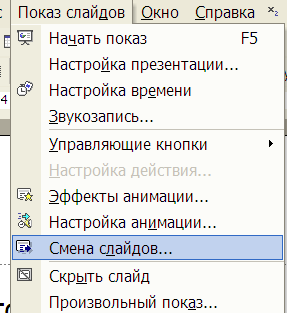 Показ слайдов Окно Справка
Начать показ F5
Настройка презентации...
Настройка времени
Звукозапись...
Управляющие кнопки
Настройка действия...
Эффекты анимации...
Настройка анимации...
Смена слайдов...
Скрыть слайд
Произвольный показ...